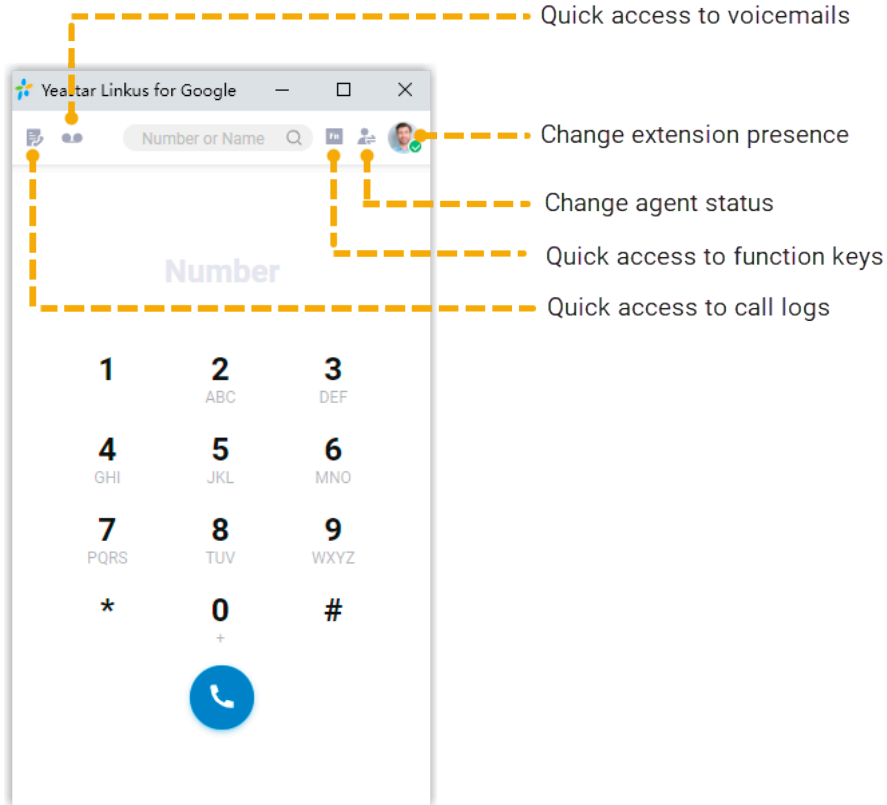 Quick access to voicemails
Yeastar Linkus for Google
Number or Name
Fn
Change extension presence
Change agent status
Quick access to function keys
Number
Quick access to call logs
1 2 3
ABC DEF
4 5 6
GHI JKL MNO
7 8 9
PQRS TUV WXYZ
* 0 #
+